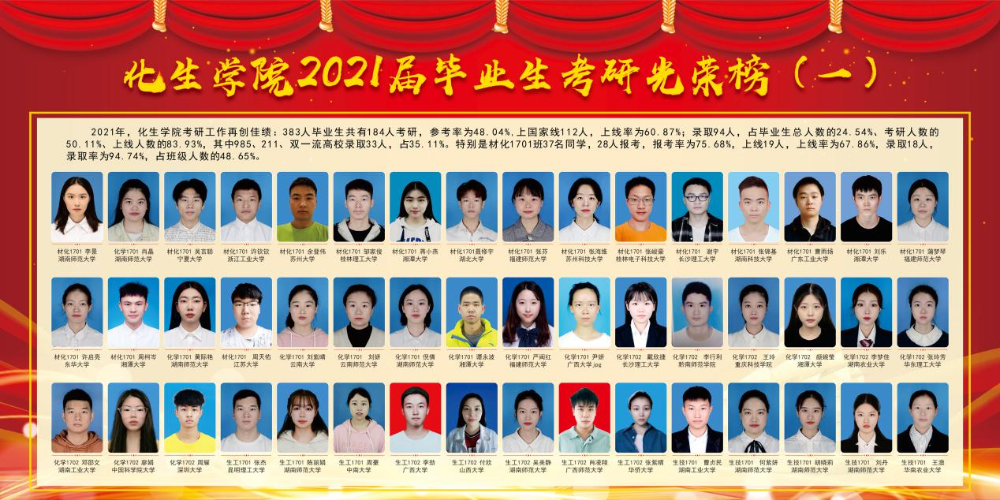 化生学院2021届毕业生考研光荣榜（一）
2021年，化生学院考研工作再创佳绩：383人毕业生共有184人考研，参考率为48.04%,上国家线112人，上线率为60.87%；录取94人，占毕业生总人数的24.54%、考研人数的
50.11%、上线人数的83.93%，其中985、211、双一流高校录取33人，占35.11%。特别是材化1701班37名同学，28人报考，报考率为75.68%，上线19人，上线率为67.86%，录取18人，
录取率为94.74%，占班级人数的48.65%。
材化1701 李景
湖南师范大学
化学1701 肖晶
湖南师范大学
材化1701 吴言聪
宁夏大学
材化1701 许钦钦
浙江工业大学
材化1701 余登伟
苏州大学
材化1701 邹家俊
桂林理工大学
材化1701 蒋小燕
湘潭大学
材化1701聂修宇
湖北大学
材化1701 张芬
福建师范大学
材化1701 张海维
苏州科技大学
材化1701 张峻豪
桂林电子科技大学
材化1701 谢宇
长沙理工大学
材化1701 张锦基
湖南科技大学
材化1701 曹雨扬
广东工业大学
材化1701 刘乐
湘潭大学
材化1701 蒲梦琴
福建师范大学
材化1701 许启亮
东华大学
材化1701 周柯岑
湘潭大学
化学1701 黄际艳
湖南师范大学
材化1701 周天佑
江苏大学
化学1701 刘紫晴
云南大学
化学1701 刘妍
云南师范大学
化学1701 倪倩
湖南师范大学
化学1701 谭永波
湘潭大学
化学1701 严闽红
福建师范大学
化学1701 尹妍
广西大学.jpg
化学1702 戴欣捷
长沙理工大学
化学1702 李行利
黔南师范学院
化学1702 王玲
重庆科技学院
化学1702 颜婉莹
湘潭大学
化学1702 李梦佳
湖南农业大学
化学1702 张玲芳
华东理工大学
化学1702 邓邵文
湖南工业大学
化学1702 廖娟
中国科学院大学
化学1702 周耀
深圳大学
生工1701 张杰
昆明理工大学
生工1701 陈丽娟
湖南师范大学
生工1701 周豪
中南大学
生工1702 李劲
广西大学
生工1702 付欣
山西大学
生工1702 吴美静
湖南师范大学
生工1702 肖凌翔
广西师范大学
生工1702 张紫晴
华侨大学
生技1701 曹贞民
湖南工业大学
生技1701 何紫妍
湖南师范大学
生技1701 胡晓莉
湖南师范大学
生技1701 刘丹
湖南师范大学
生技1701 王澳
华南农业大学